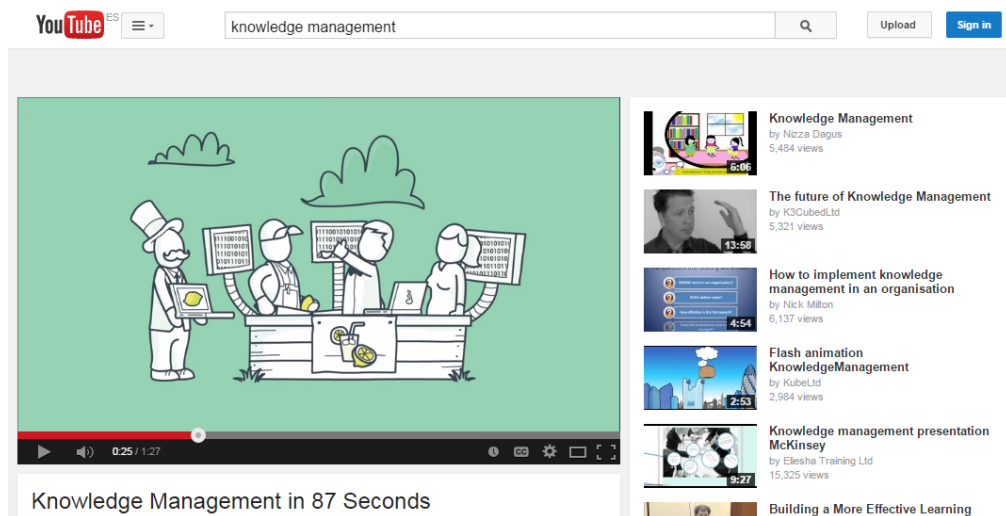 YouTube ES
knowledge management
Upload
Sign in
0:25 / 1:27
CC
Knowledge Management in 87 Seconds
6:06
Knowledge Management
by Nizza Dagus
5,484 views
13:58
The future of Knowledge Management
by K3CubedLtd
5,321 views
4:54
How to implement knowledge
management in an organisation
by Nick Milton
6,137 views
2:53
Flash animation
KnowledgeManagement
by KubeLtd
2,984 views
9:27
Knowledge management presentation
McKinsey
by Eliesha Training Ltd
15,325 views
Building a More Effective Learning